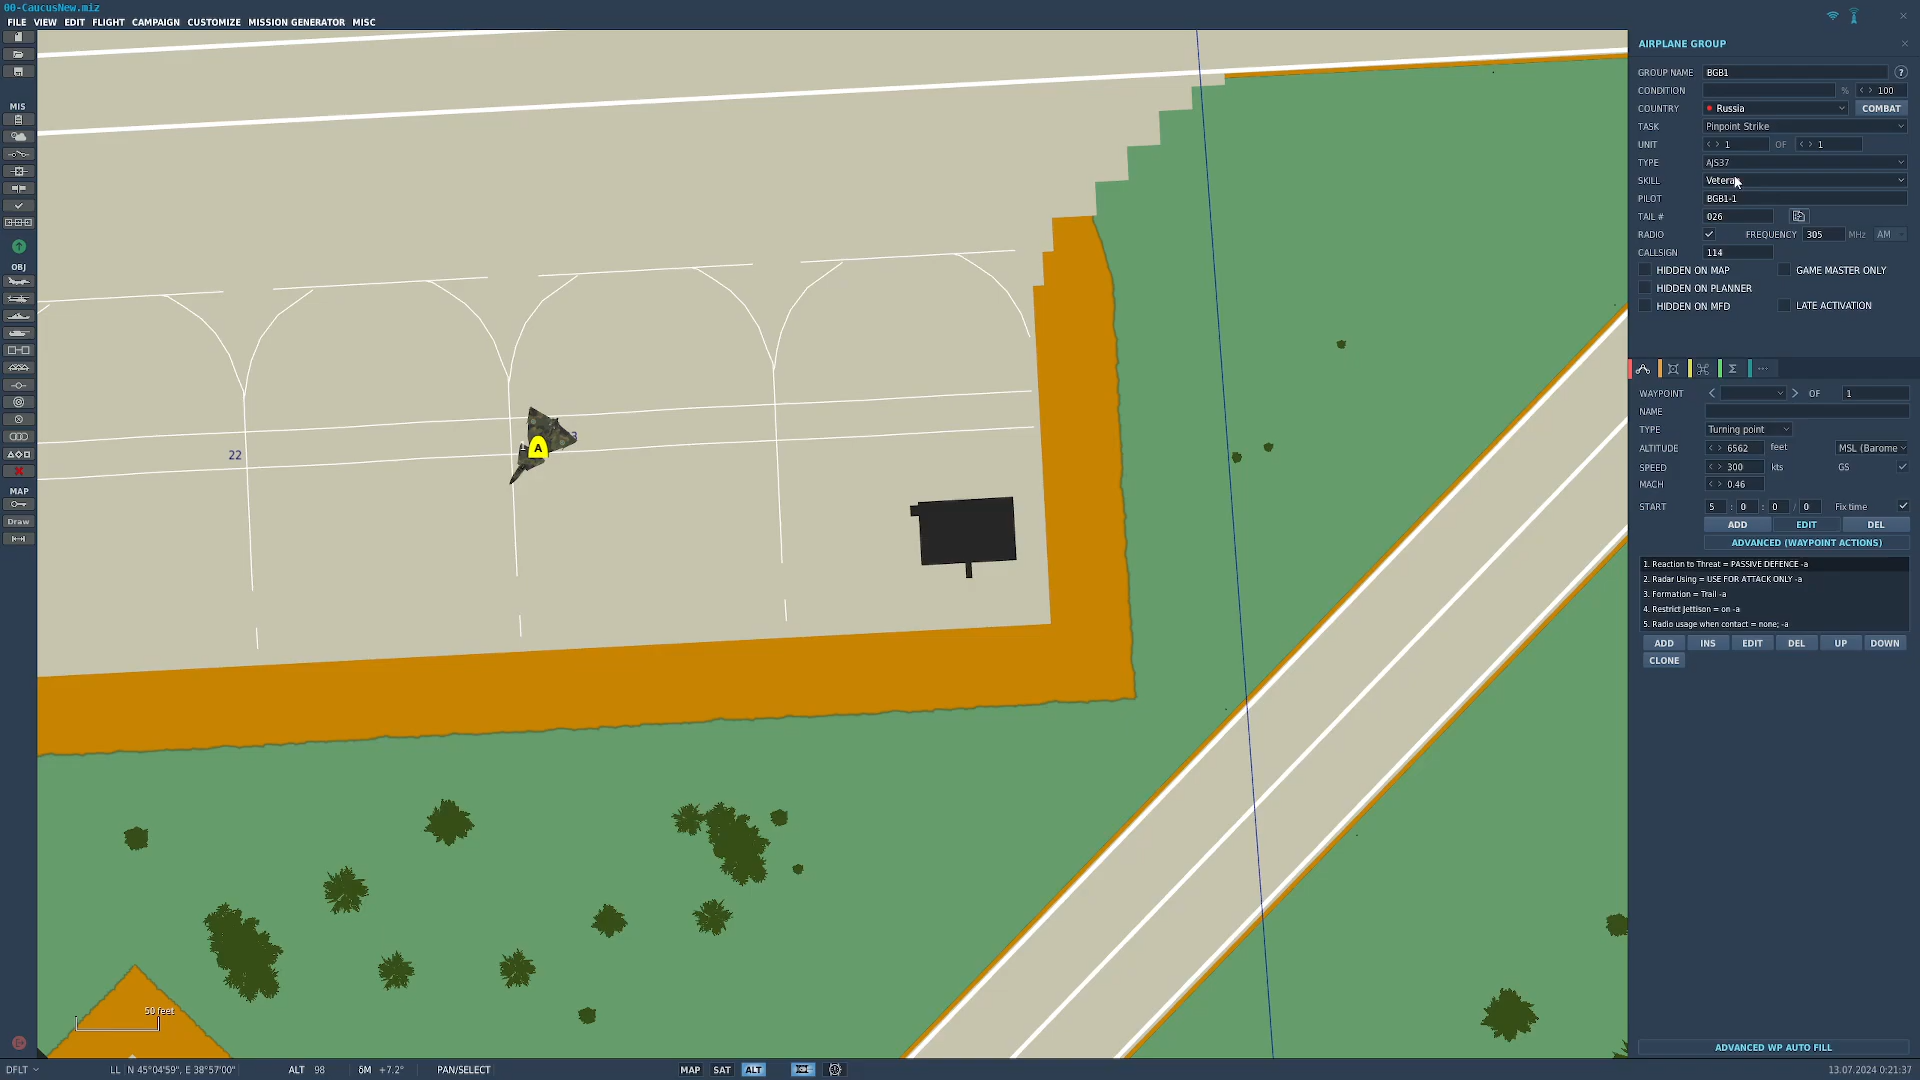 00-CaucusNew.miz
FILE VIEW EDIT FLIGHT CAMPAIGN CUSTOMIZE MISSION GENERATOR MISC
AIRPLANE GROUP
GROUP NAME BGB1 ?
CONDITION % < > 100
COUNTRY Russia COMBAT
TASK Pinpoint Strike
UNIT < > 1 OF < > 1
TYPE AJS37
SKILL Veteran
PILOT BGB1-1
TAIL # 026
RADIO FREQUENCY 305 MHz AM
CALLSIGN 114
HIDDEN ON MAP GAME MASTER ONLY
HIDDEN ON PLANNER
HIDDEN ON MFD LATE ACTIVATION
WAYPOINT < > OF 1
NAME
TYPE Turning point
ALTITUDE < > 6562 feet MSL (Barome
SPEED < > 300 kts GS
MACH < > 0.46
START 5 : 0 : 0 / 0 Fix time
ADD EDIT DEL
ADVANCED (WAYPOINT ACTIONS)
1. Reaction to Threat = PASSIVE DEFENCE -a
2. Radar Using = USE FOR ATTACK ONLY -a
3. Formation = Trail -a
4. Restrict Jettison = on -a
5. Radio usage when contact = none; -a
ADD INS EDIT DEL UP DOWN
CLONE
ADVANCED WP AUTO FILL
MIS
OBJ
MAP
Draw
22
A
3
50 feet
DFLT LL N 45°04'59", E 38°57'00" ALT 98 δM +7.2° PAN/SELECT MAP SAT ALT 13.07.2024 0:21:37